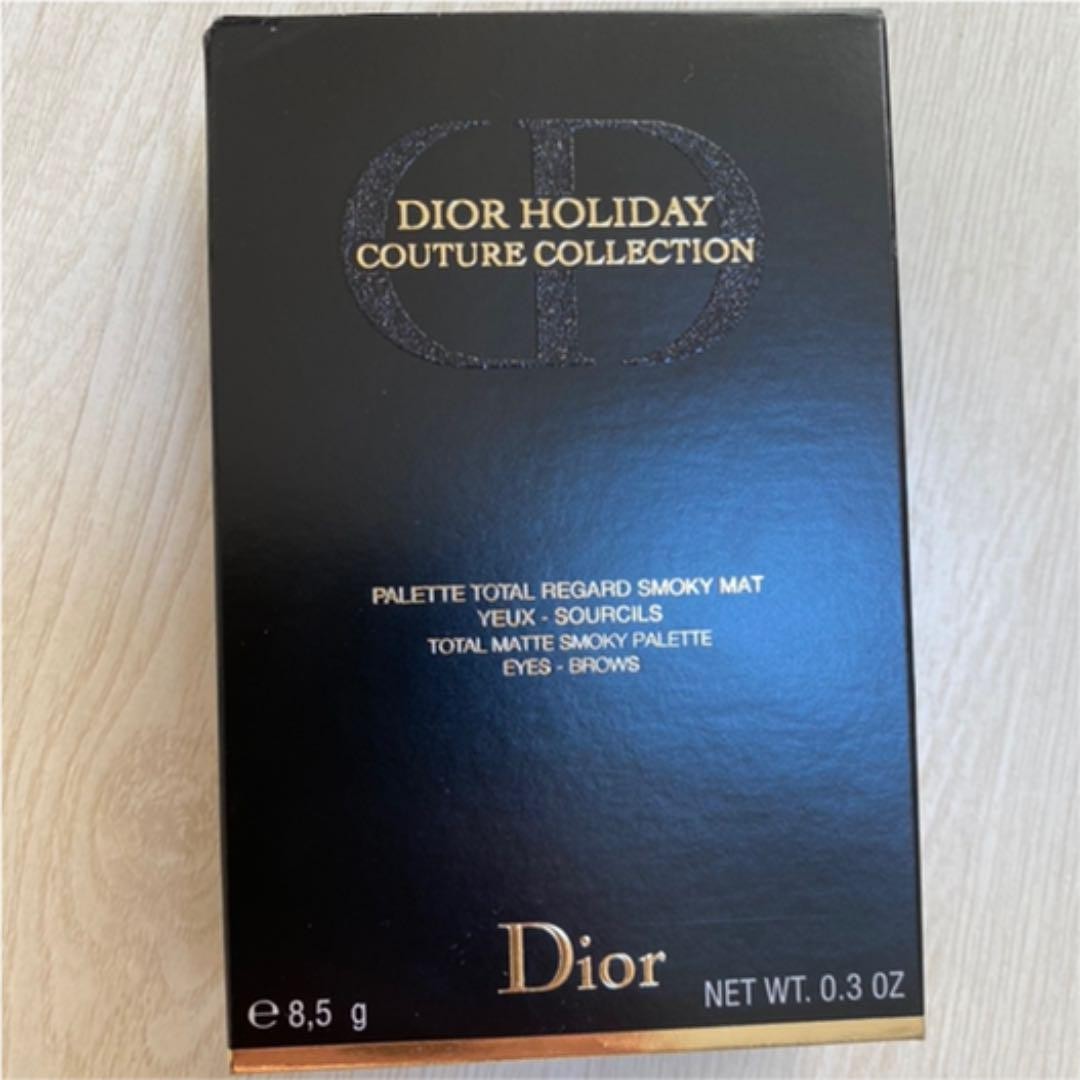 DIOR HOLIDAY
COUTURE COLLECTION
PALETTE TOTAL REGARD SMOKY MAT
YEUX - SOURCILS
TOTAL MATTE SMOKY PALETTE
EYES - BROWS
Dior
℮ 8,5 g
NET WT. 0.3 OZ